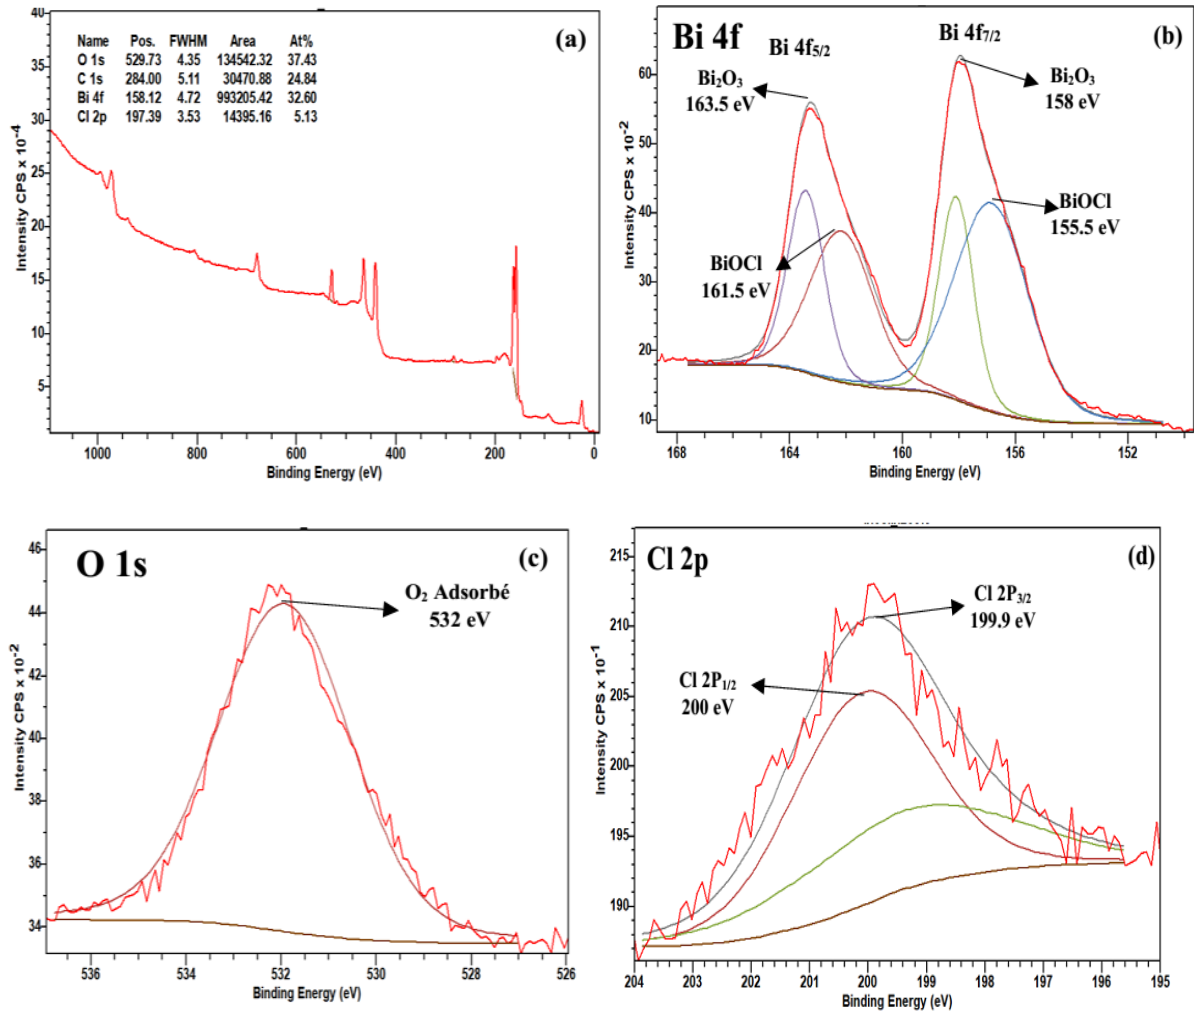 (a)
Name Pos. FWHM Area At%
O 1s 529.73 4.35 134542.32 37.43
C 1s 284.00 5.11 30470.88 24.84
Bi 4f 158.12 4.72 993205.42 32.60
Cl 2p 197.39 3.53 14395.16 5.13
Intensity CPS x 10⁻⁴
40
35
30
25
20
15
10
5
1000 800 600 400 200 0
Binding Energy (eV)
(b)
Bi 4f
Bi 4f5/2
Bi 4f7/2
Bi₂O₃
163.5 eV
Bi₂O₃
158 eV
BiOCl
155.5 eV
BiOCl
161.5 eV
Intensity CPS x 10⁻²
60
50
40
30
20
10
168 164 160 156 152
Binding Energy (eV)
O 1s
(c)
O₂ Adsorbé
532 eV
Intensity CPS x 10⁻²
46
44
42
40
38
36
34
536 534 532 530 528 526
Binding Energy (eV)
Cl 2p
(d)
Cl 2P3/2
199.9 eV
Cl 2P1/2
200 eV
Intensity CPS x 10⁻¹
215
210
205
200
195
190
204 203 202 201 200 199 198 197 196 195
Binding Energy (eV)